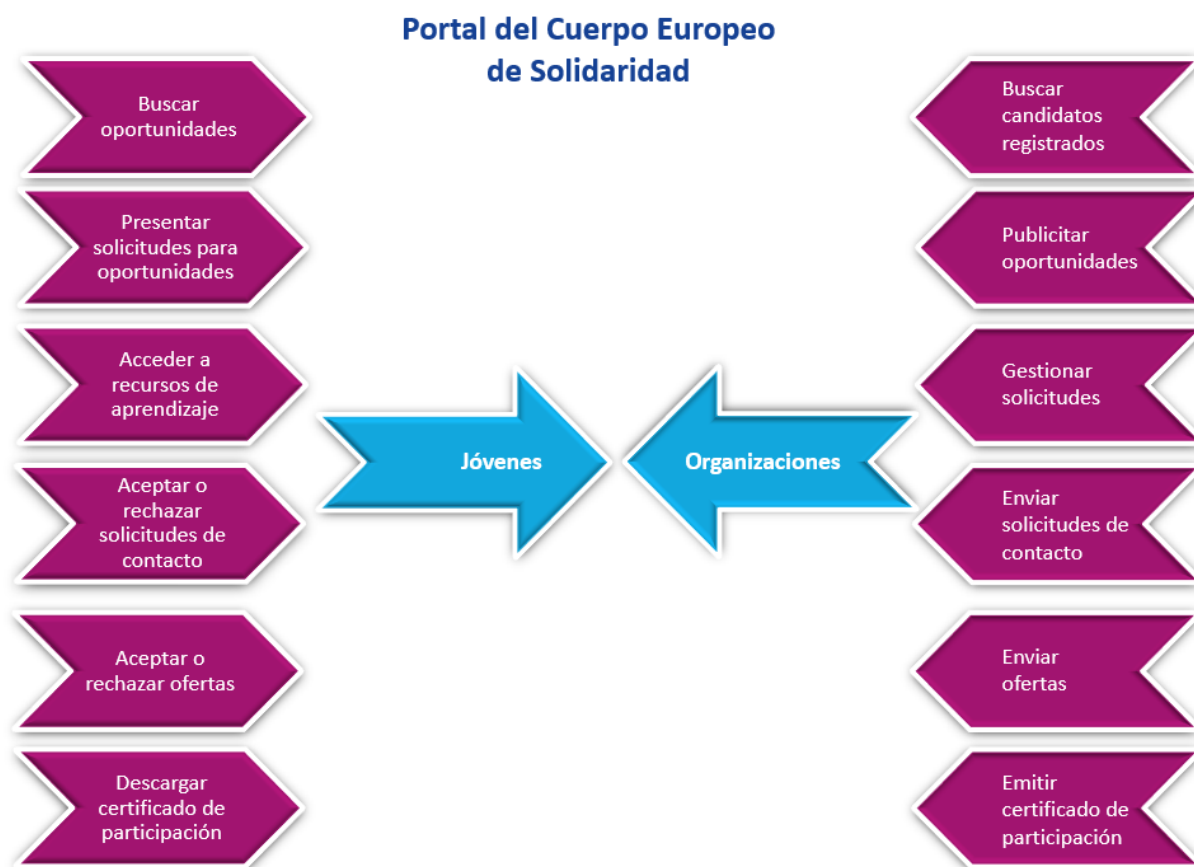 Portal del Cuerpo Europeo
de Solidaridad
Buscar
oportunidades
Presentar
solicitudes para
oportunidades
Acceder a
recursos de
aprendizaje
Aceptar o
rechazar
solicitudes de
contacto
Aceptar o
rechazar ofertas
Descargar
certificado de
participación
Jóvenes
Organizaciones
Buscar
candidatos
registrados
Publicitar
oportunidades
Gestionar
solicitudes
Enviar
solicitudes de
contacto
Enviar
ofertas
Emitir
certificado de
participación